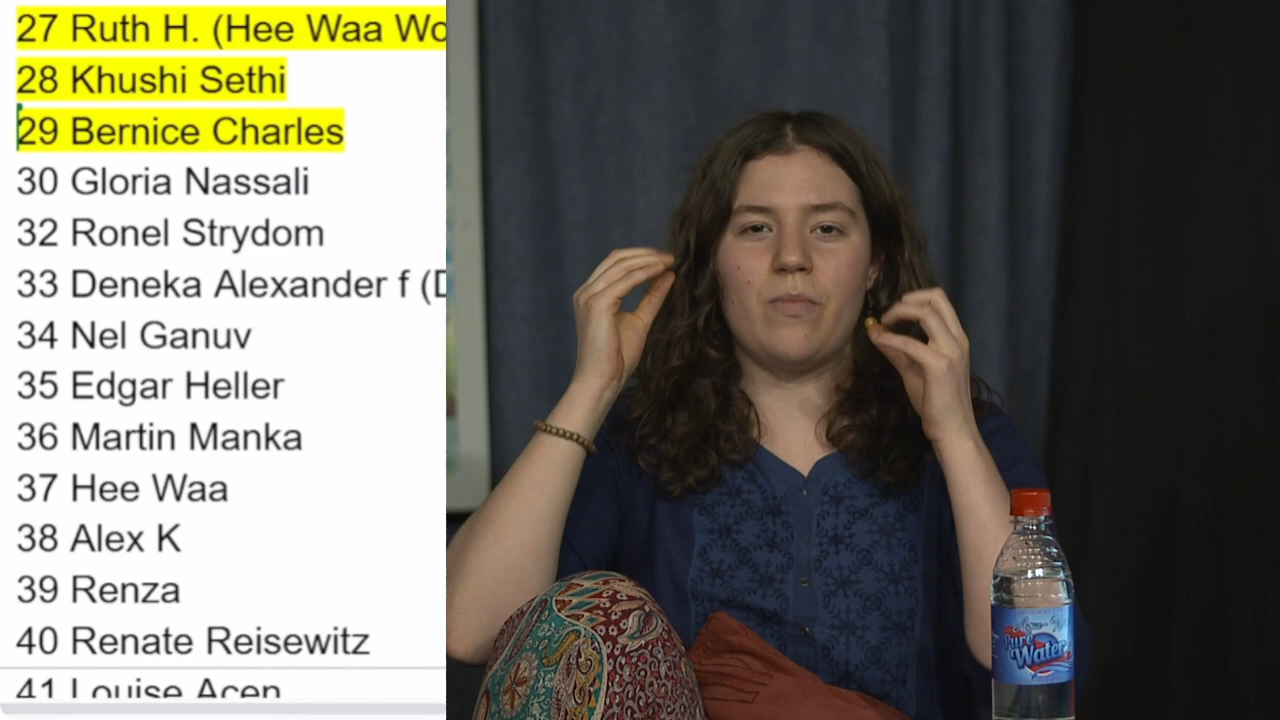 27 Ruth H. (Hee Waa Wo
28 Khushi Sethi
29 Bernice Charles
30 Gloria Nassali
32 Ronel Strydom
33 Deneka Alexander f (D
34 Nel Ganuv
35 Edgar Heller
36 Martin Manka
37 Hee Waa
38 Alex K
39 Renza
40 Renate Reisewitz
41 Louise Acen
Pure
Water